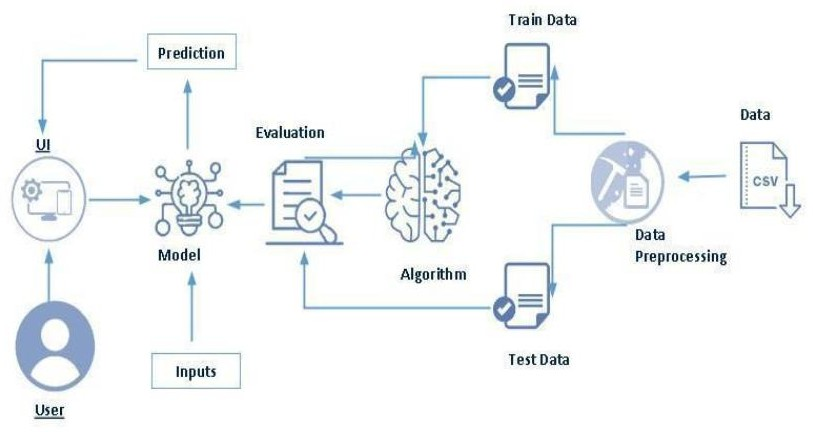 Train Data
Prediction
Data
Evaluation
UI
CSV
Data
Preprocessing
Model
Algorithm
Test Data
Inputs
User